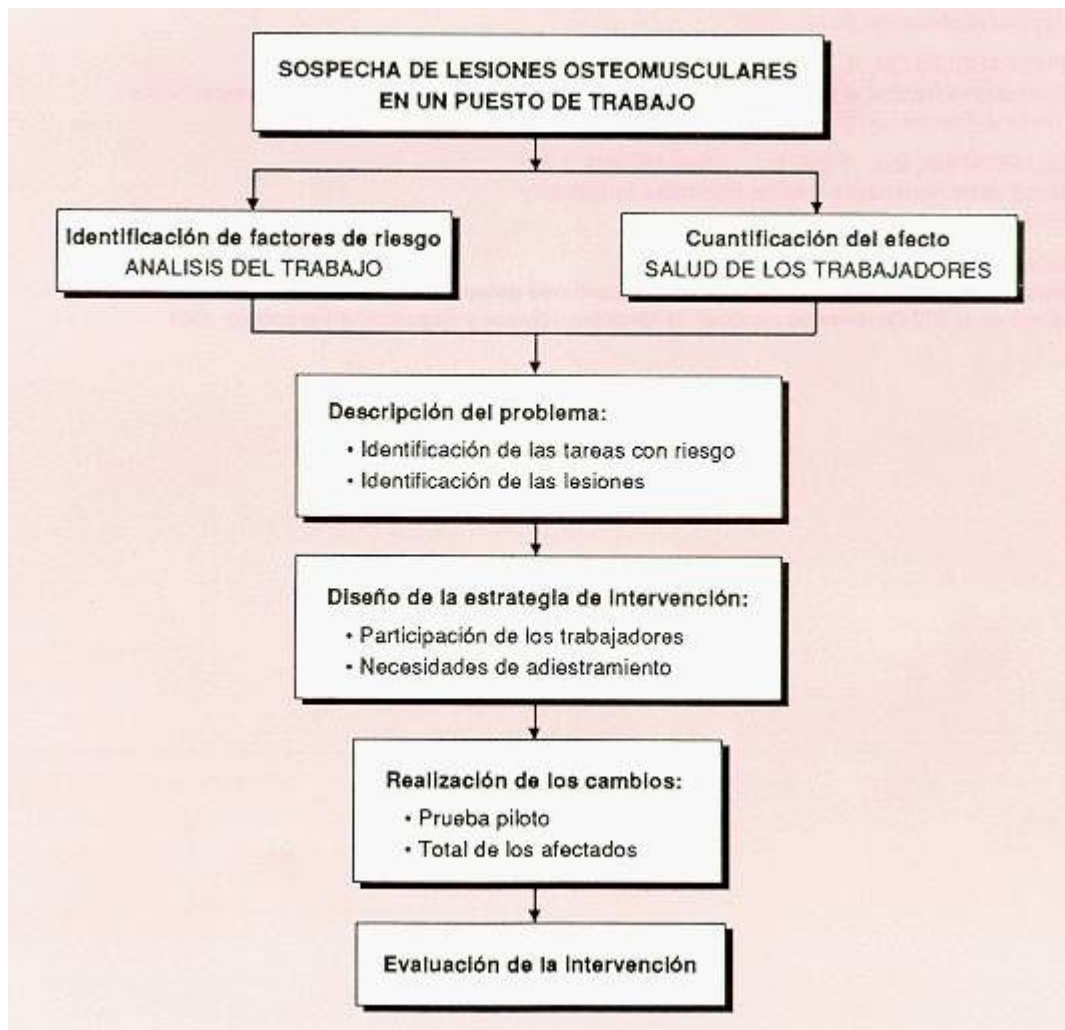 SOSPECHA DE LESIONES OSTEOMUSCULARES
EN UN PUESTO DE TRABAJO
Identificación de factores de riesgo
ANALISIS DEL TRABAJO
Cuantificación del efecto
SALUD DE LOS TRABAJADORES
Descripción del problema:
• Identificación de las tareas con riesgo
• Identificación de las lesiones
Diseño de la estrategia de intervención:
• Participación de los trabajadores
• Necesidades de adiestramiento
Realización de los cambios:
• Prueba piloto
• Total de los afectados
Evaluación de la intervención